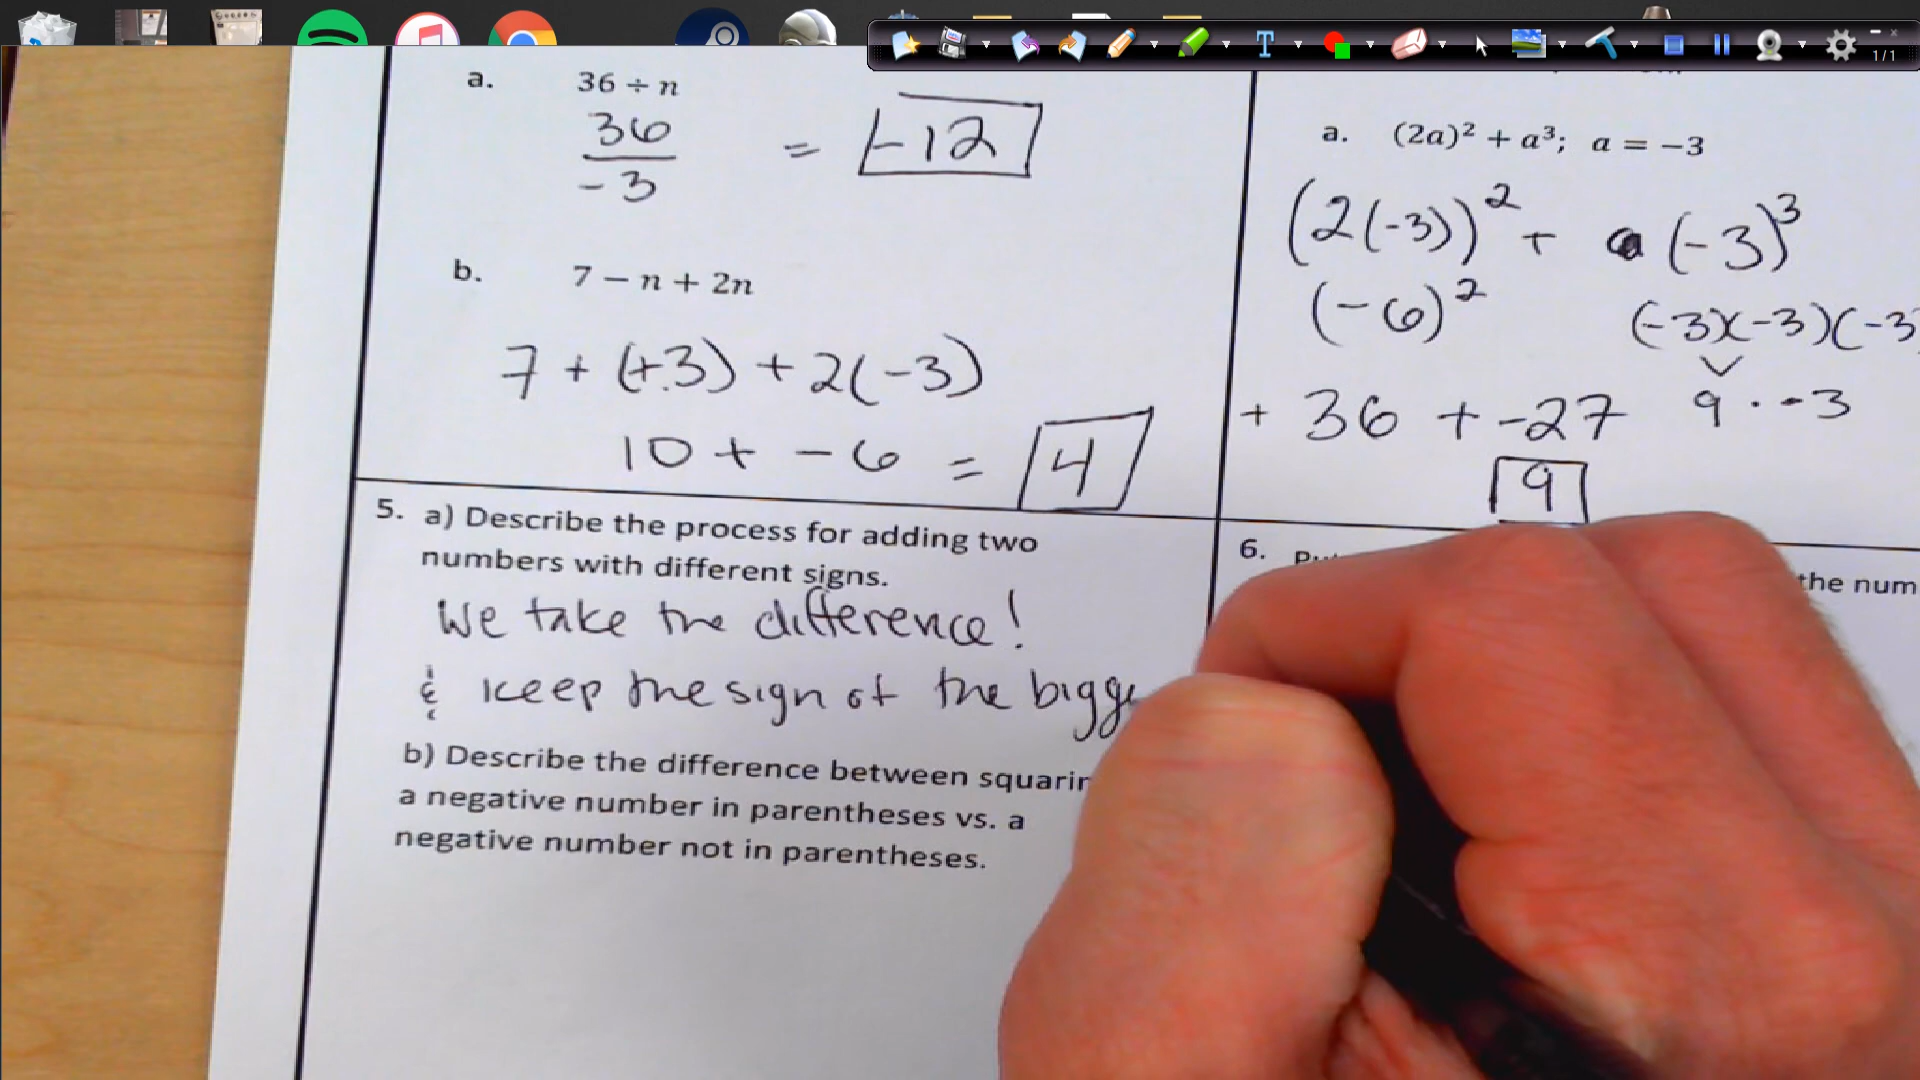 1/1
a. 36 ÷ n
36
-3
= -12
b. 7 − n + 2n
7 + (+3) + 2(-3)
10 + -6 = 4
5. a) Describe the process for adding two
numbers with different signs.
We take the difference!
& keep the sign of the bigge
b) Describe the difference between squarin
a negative number in parentheses vs. a
negative number not in parentheses.
a. (2a)² + a³; a = −3
(2(-3))² + (-3)³
(-6)² (-3)(-3)(-3
+ 36 + -27 9 · -3
9
6. the num